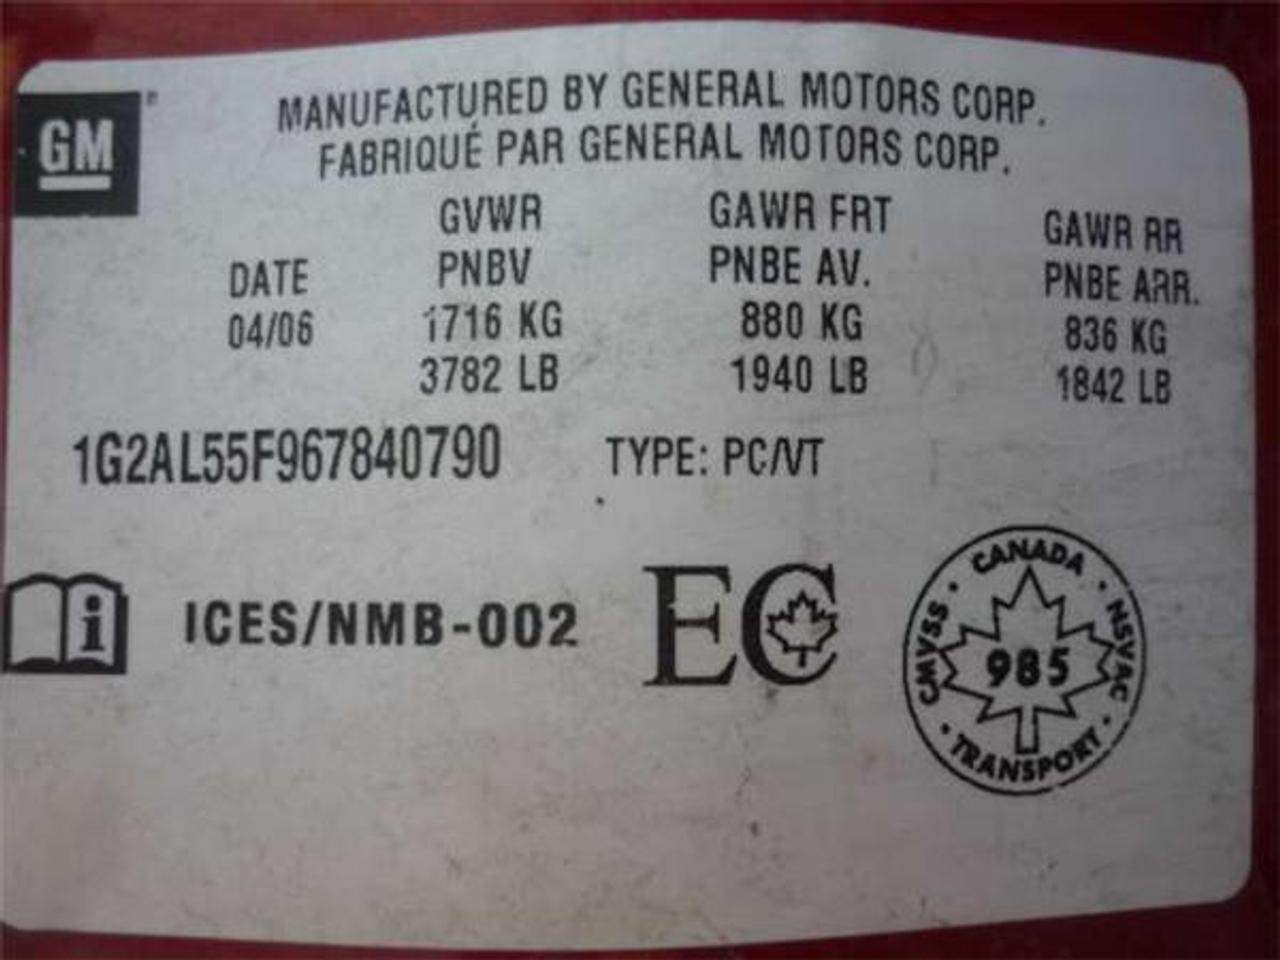 GM
MANUFACTURED BY GENERAL MOTORS CORP.
FABRIQUÉ PAR GENERAL MOTORS CORP.
DATE
04/06
GVWR
PNBV
1716 KG
3782 LB
GAWR FRT
PNBE AV.
880 KG
1940 LB
GAWR RR
PNBE ARR.
836 KG
1842 LB
1G2AL55F967840790 TYPE: PC/VT
i ICES/NMB-002 EC
CANADA
CMVSS
985
NSVAC
TRANSPORT